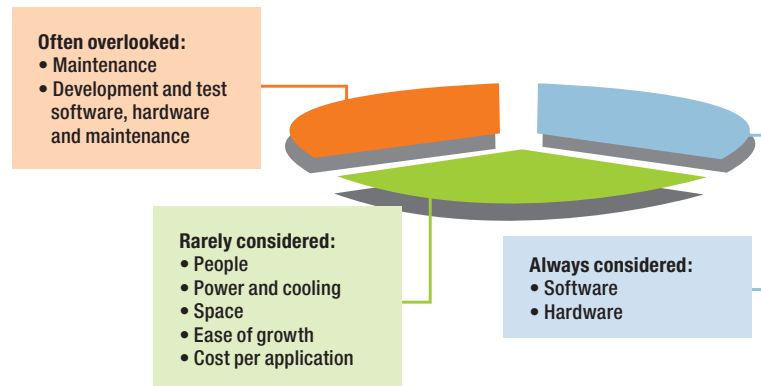 Often overlooked:
• Maintenance
• Development and test
software, hardware
and maintenance
Rarely considered:
• People
• Power and cooling
• Space
• Ease of growth
• Cost per application
Always considered:
• Software
• Hardware